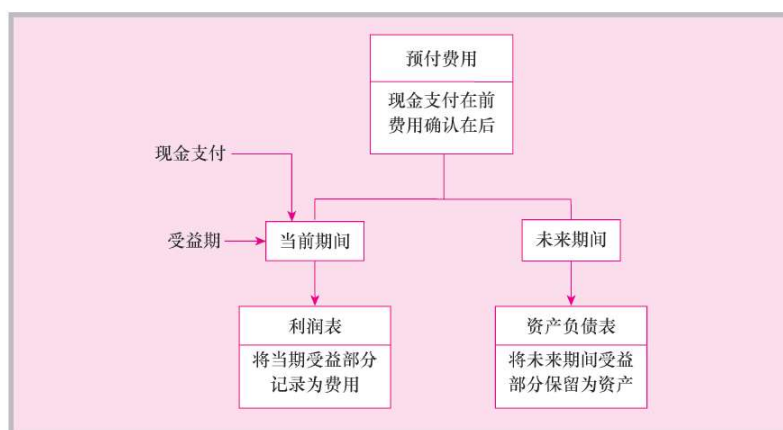 预付费用
现金支付在前
费用确认在后
现金支付
受益期
当前期间
未来期间
利润表
将当期受益部分
记录为费用
资产负债表
将未来期间受益
部分保留为资产